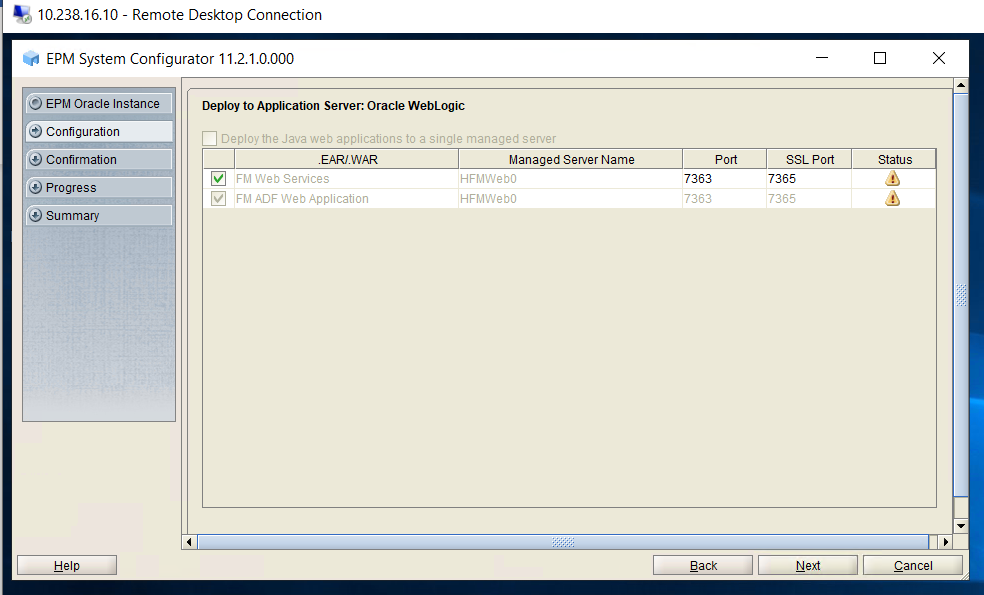 10.238.16.10 - Remote Desktop Connection
EPM System Configurator 11.2.1.0.000
EPM Oracle Instance
Configuration
Confirmation
Progress
Summary
Deploy to Application Server: Oracle WebLogic
Deploy the Java web applications to a single managed server
.EAR/.WAR Managed Server Name Port SSL Port Status
FM Web Services HFMWeb0 7363 7365
FM ADF Web Application HFMWeb0 7363 7365
Help Back Next Cancel